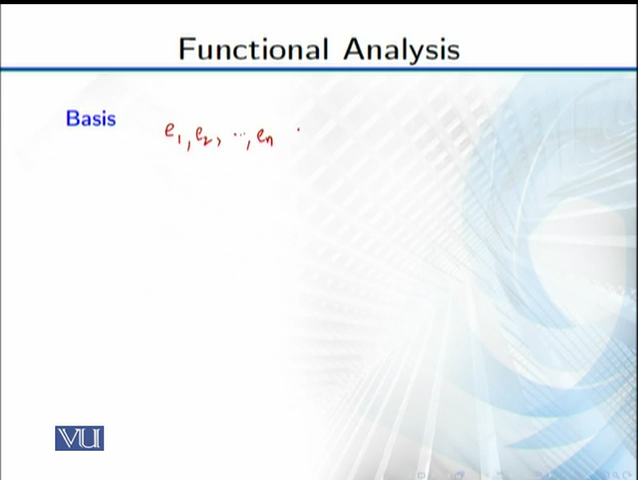 Functional Analysis
Basis
e₁, e₂, ..., eₙ
VU